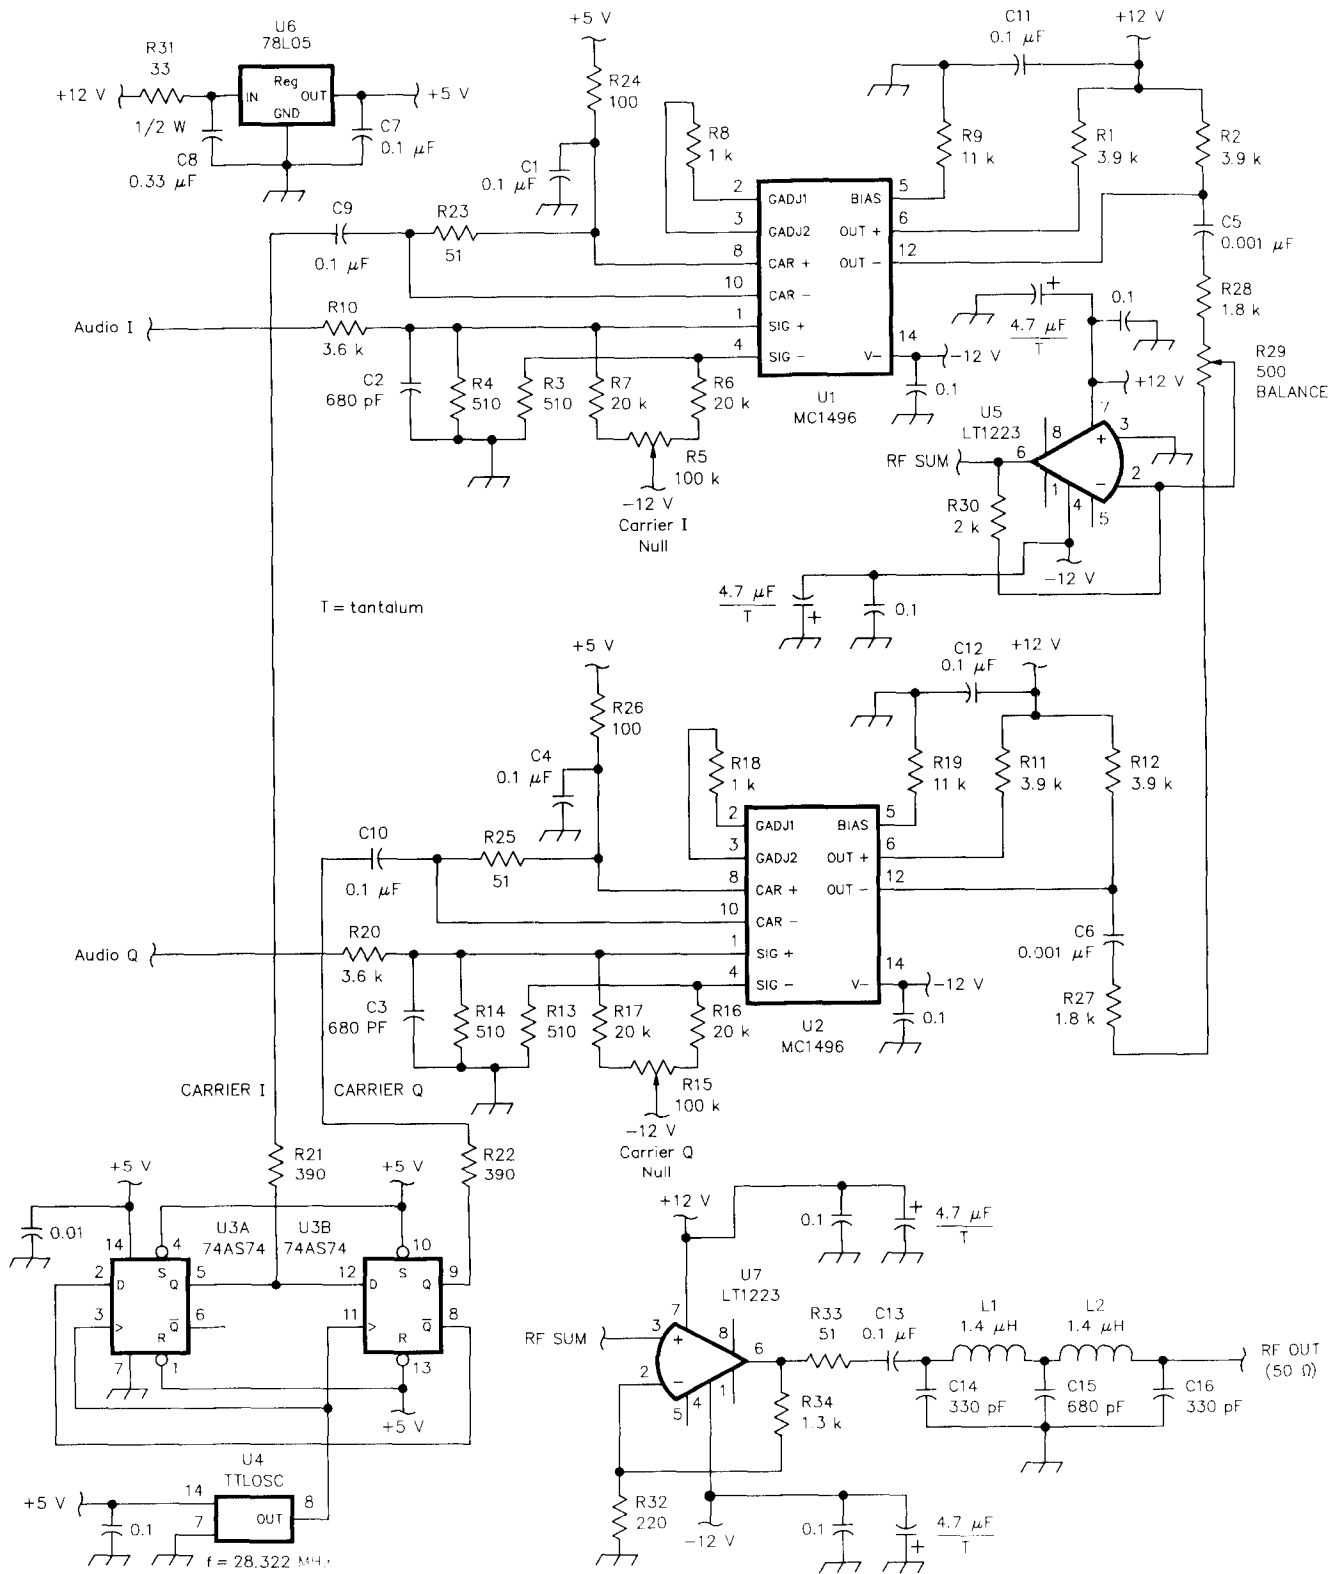 U6
78L05
R31
33
+12 V
1/2 W
Reg
IN
OUT
GND
+5 V
C7
0.1 µF
C8
0.33 µF
+5 V
R24
100
C1
0.1 µF
C9
0.1 µF
R23
51
R8
1 k
C11
0.1 µF
+12 V
R9
11 k
R1
3.9 k
R2
3.9 k
2
3
8
10
1
4
GADJ1
GADJ2
CAR +
CAR −
SIG +
SIG −
BIAS
OUT +
OUT −
V−
5
6
12
14
U1
MC1496
−12 V
0.1
C5
0.001 µF
R28
1.8 k
R29
500
BALANCE
Audio I
R10
3.6 k
C2
680 pF
R4
510
R3
510
R7
20 k
R6
20 k
R5
100 k
−12 V
Carrier I
Null
4.7 µF
T
0.1
+12 V
U5
LT1223
RF SUM
6
8
7
+
3
−
2
1
4
5
R30
2 k
−12 V
4.7 µF
T
+
0.1
T = tantalum
+5 V
R26
100
C4
0.1 µF
C10
0.1 µF
R25
51
R18
1 k
C12
0.1 µF
+12 V
R19
11 k
R11
3.9 k
R12
3.9 k
2
3
8
10
1
4
GADJ1
GADJ2
CAR +
CAR −
SIG +
SIG −
BIAS
OUT +
OUT −
V−
5
6
12
14
U2
MC1496
−12 V
0.1
C6
0.001 µF
R27
1.8 k
Audio Q
R20
3.6 k
C3
680 PF
R14
510
R13
510
R17
20 k
R16
20 k
R15
100 k
−12 V
Carrier Q
Null
CARRIER I
CARRIER Q
R21
390
R22
390
+5 V
0.01
U3A
74AS74
U3B
74AS74
+5 V
14
4
2
D
S
Q
5
3
>
Q
6
R
7
1
10
12
D
S
Q
9
11
>
Q
8
R
13
+5 V
U4
TTLOSC
+5 V
14
7
OUT
8
0.1
f = 28.322
+12 V
0.1
+
4.7 µF
T
U7
LT1223
RF SUM
3
+
7
8
6
2
−
5
4
1
R33
51
C13
0.1 µF
L1
1.4 µH
L2
1.4 µH
RF OUT
(50 Ω)
C14
330 pF
C15
680 pF
C16
330 pF
R34
1.3 k
R32
220
−12 V
0.1
+
4.7 µF
T